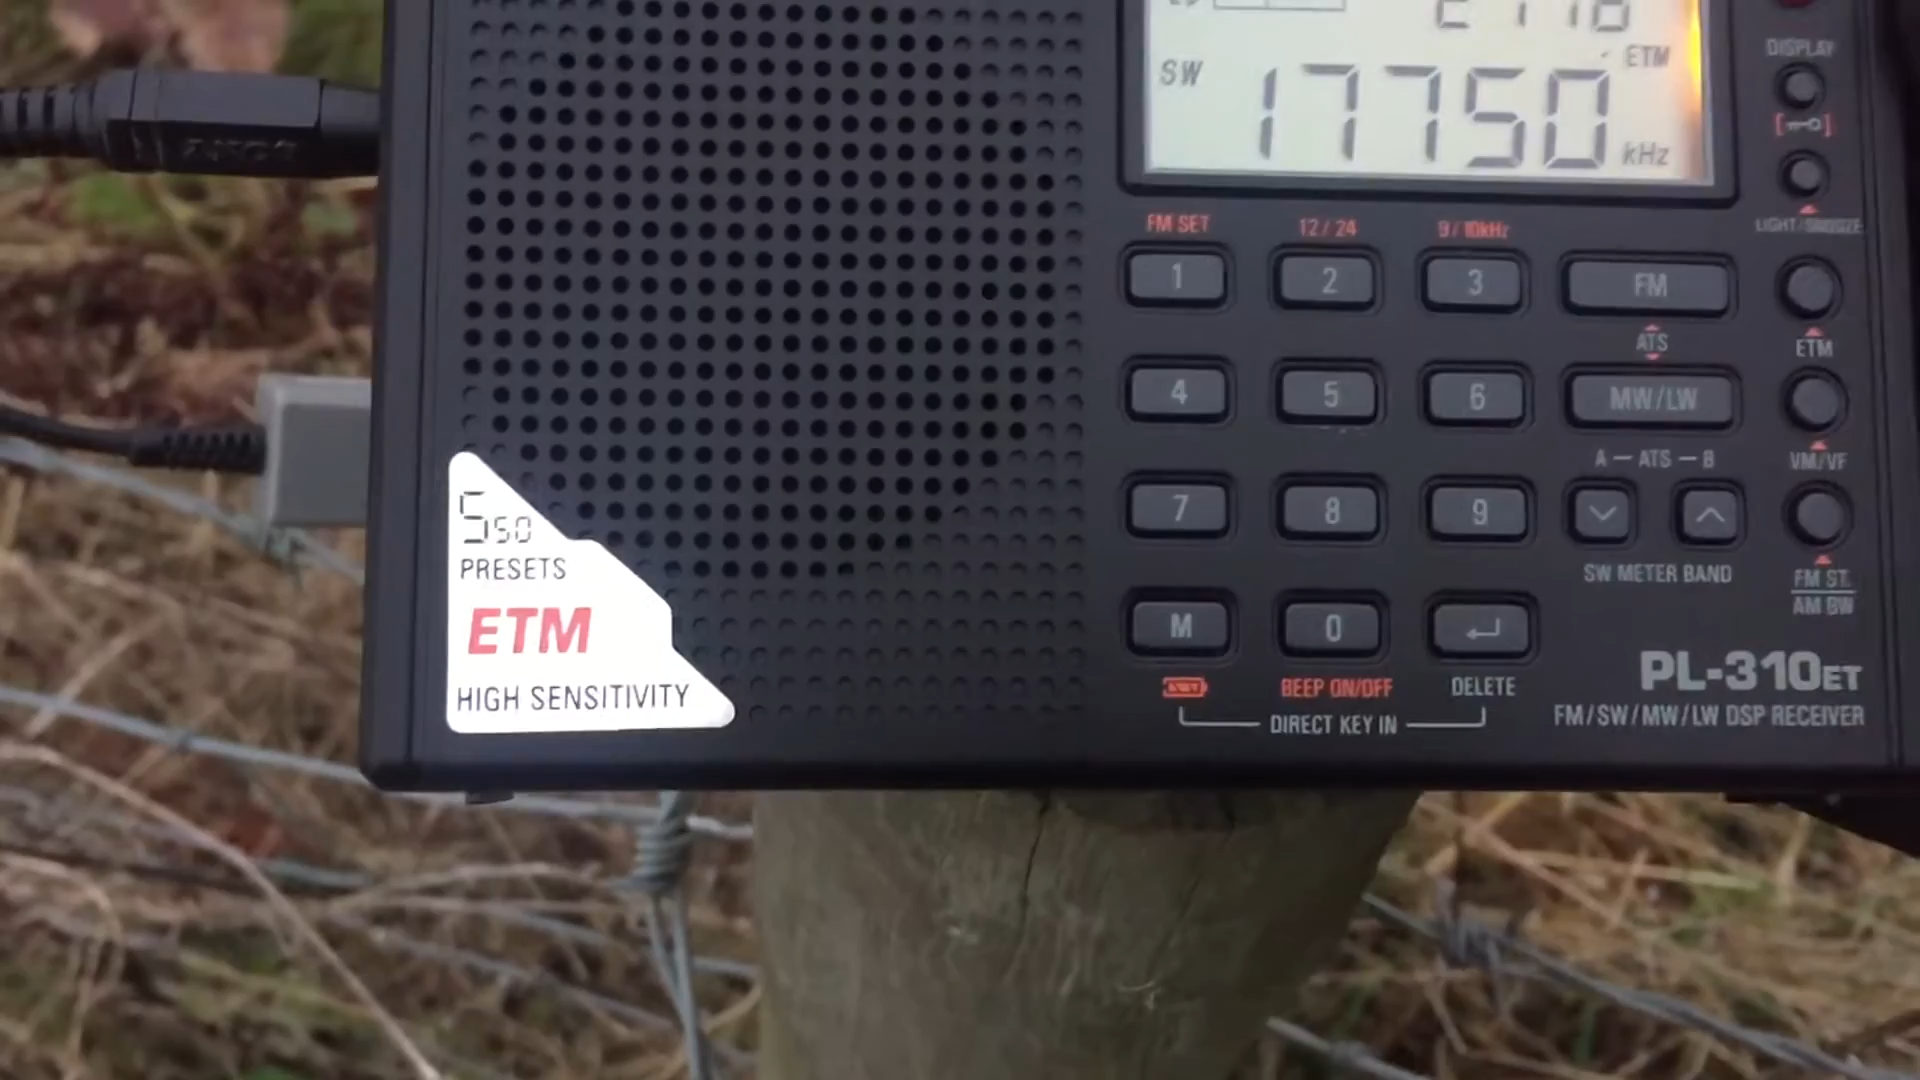 SW
ETM
17750
kHz
DISPLAY
LIGHT/SNOOZE
FM SET
12/24
9/10kHz
1
2
3
FM
ATS
ETM
4
5
6
MW/LW
A — ATS — B
VM/VF
7
8
9
SW METER BAND
FM ST.
AM BW
M
0
BEEP ON/OFF
DELETE
DIRECT KEY IN
PL-310ET
FM/SW/MW/LW DSP RECEIVER
550
PRESETS
ETM
HIGH SENSITIVITY